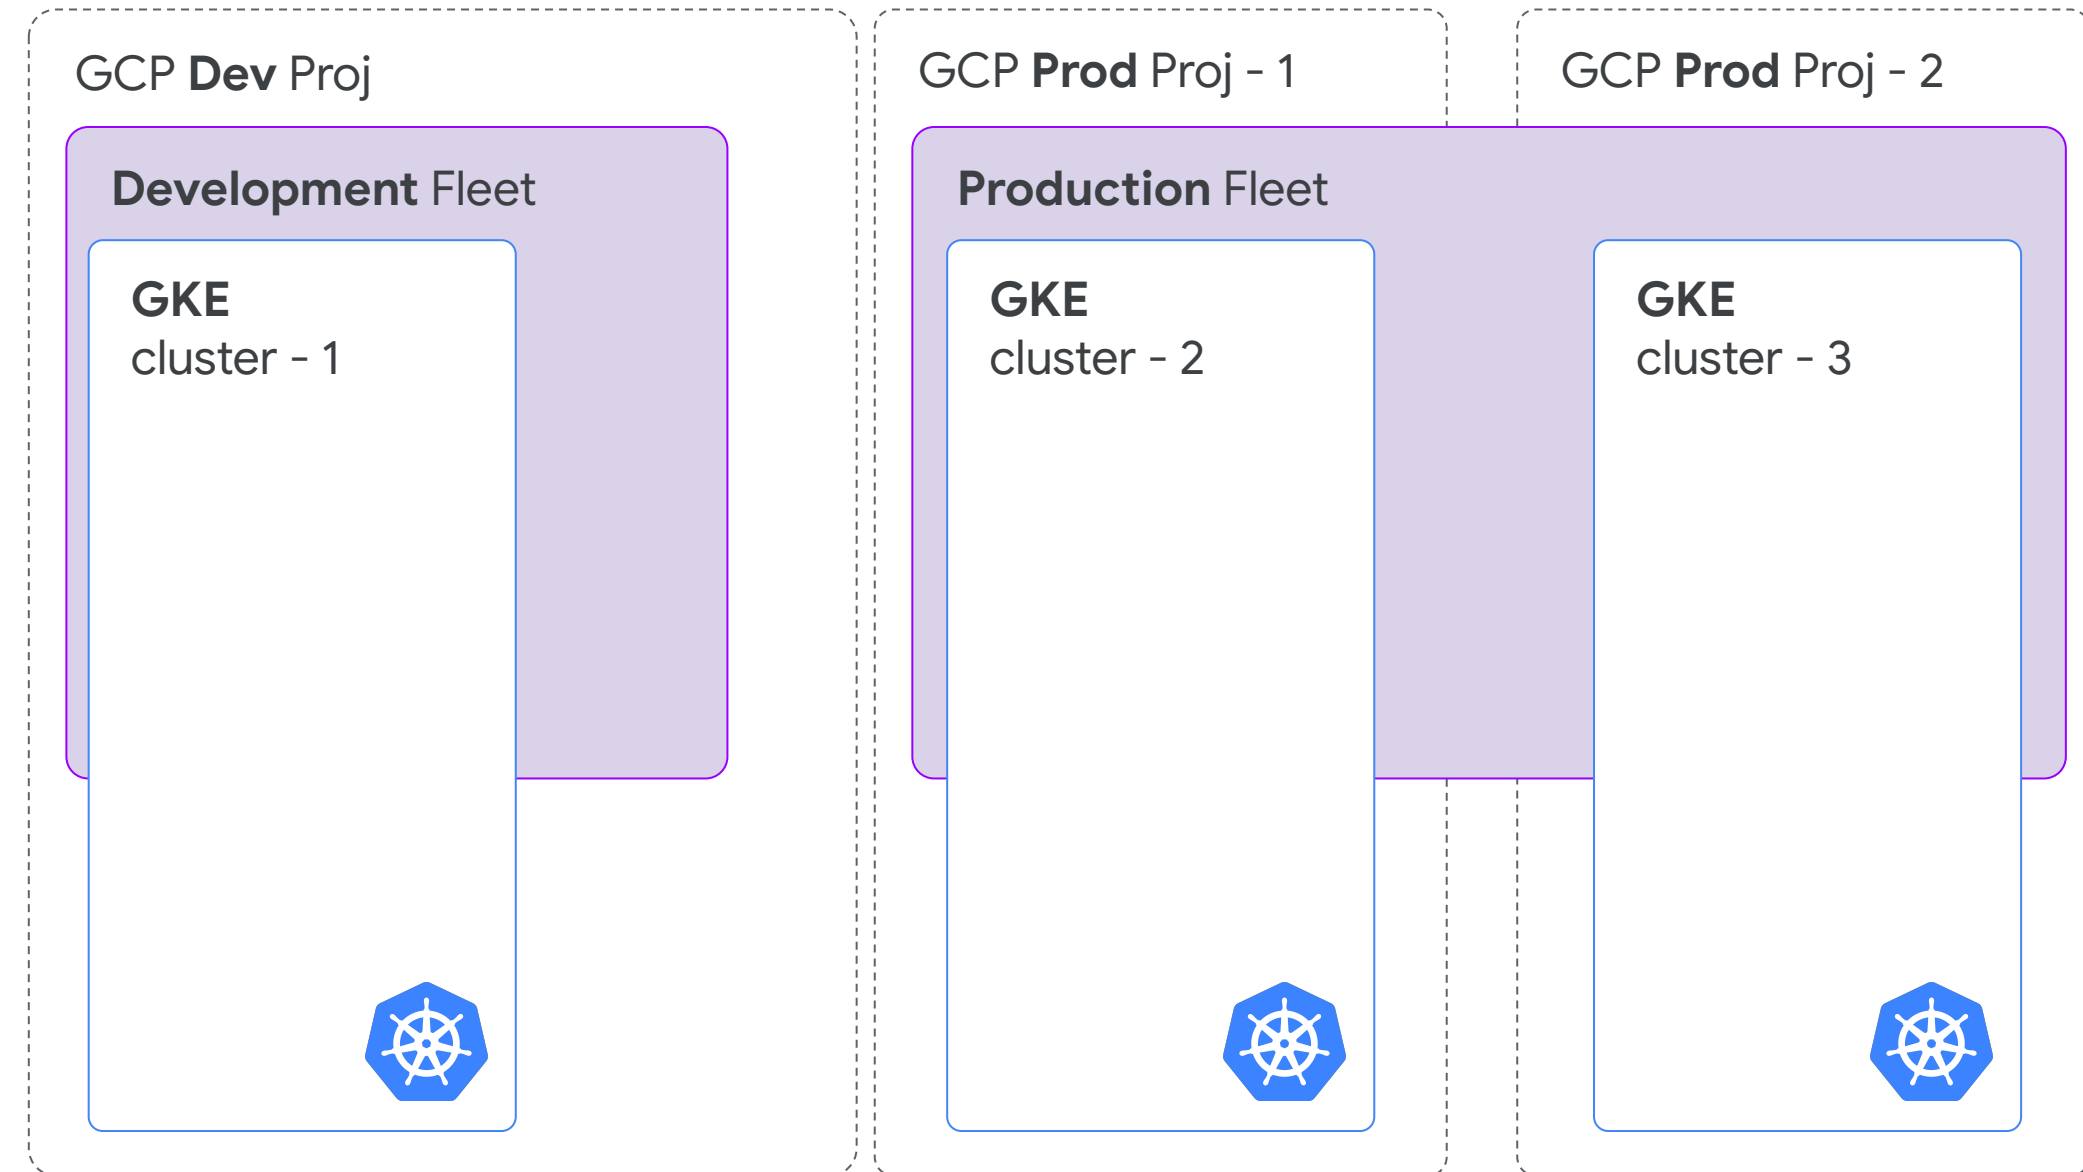 GCP Dev Proj
GCP Prod Proj - 1
GCP Prod Proj - 2
Development Fleet
Production Fleet
GKE
cluster - 1
GKE
cluster - 2
GKE
cluster - 3